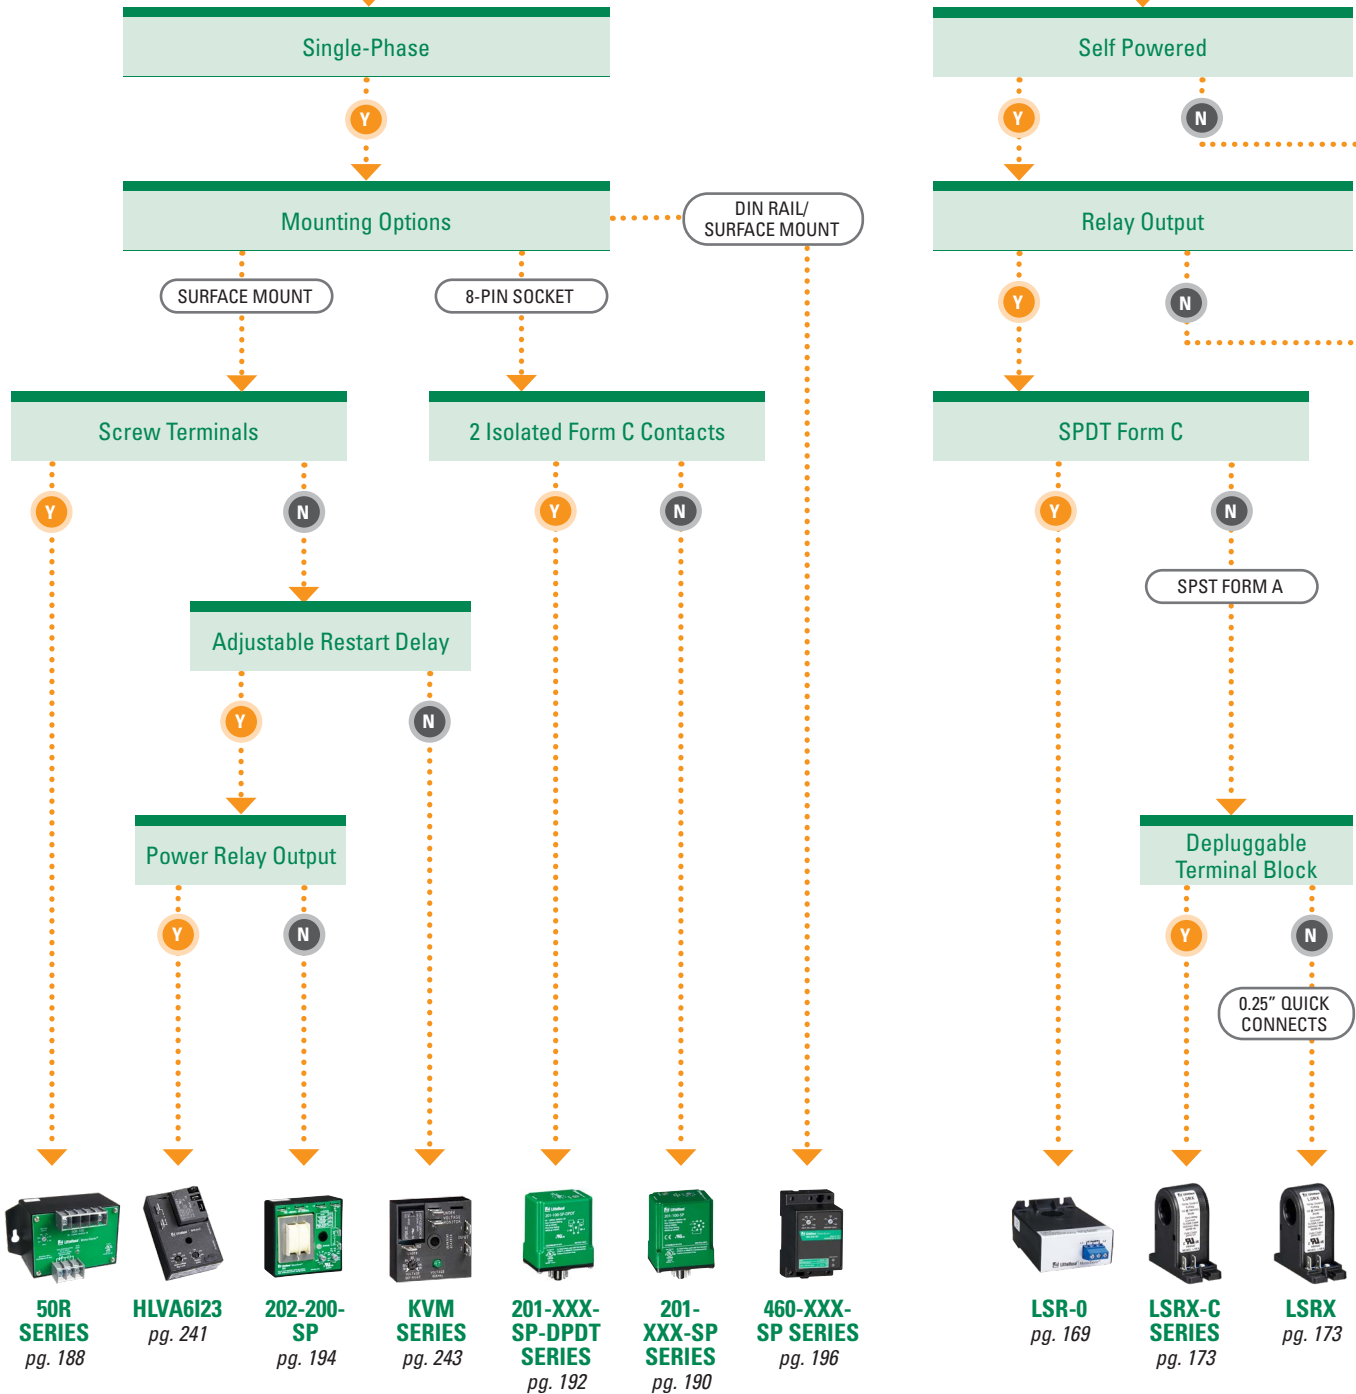 Single-Phase
Self Powered
Y
Y
N
Mounting Options
DIN RAIL/
SURFACE MOUNT
Relay Output
SURFACE MOUNT
8-PIN SOCKET
Y
N
Screw Terminals
2 Isolated Form C Contacts
SPDT Form C
Y
N
Y
N
Y
N
SPST FORM A
Adjustable Restart Delay
Y
N
Power Relay Output
Depluggable
Terminal Block
Y
N
Y
N
0.25" QUICK
CONNECTS
50R
SERIES
pg. 188
HLVA6I23
pg. 241
202-200-
SP
pg. 194
KVM
SERIES
pg. 243
201-XXX-
SP-DPDT
SERIES
pg. 192
201-
XXX-SP
SERIES
pg. 190
460-XXX-
SP SERIES
pg. 196
LSR-0
pg. 169
LSRX-C
SERIES
pg. 173
LSRX
pg. 173